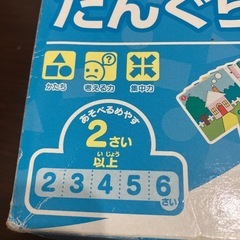 たんぐら
かたち 考える力 集中力
あそべるめやす
2さい
いじょう
以上
2 3 4 5 6さい